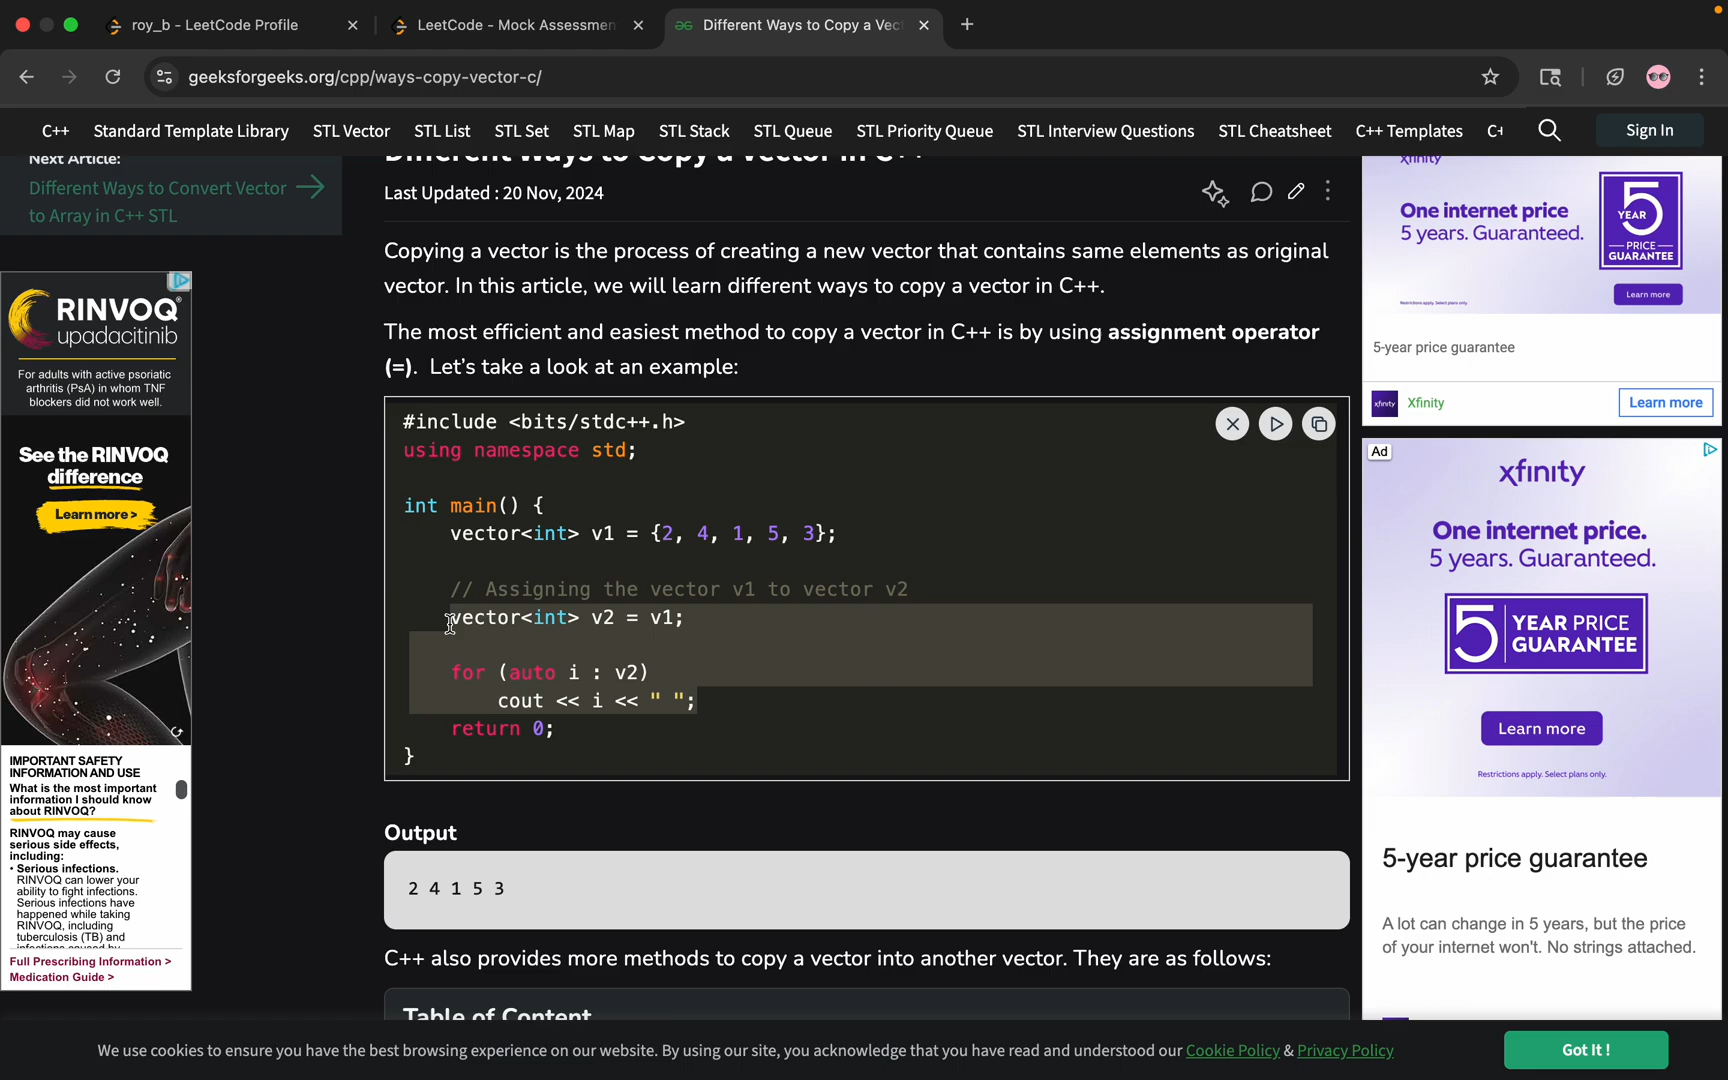 roy_b - LeetCode Profile
LeetCode - Mock Assessmen
Different Ways to Copy a Vec
geeksforgeeks.org/cpp/ways-copy-vector-c/
C++ Standard Template Library STL Vector STL List STL Set STL Map STL Stack STL Queue STL Priority Queue STL Interview Questions STL Cheatsheet C++ Templates C+ Sign In
Next Article:
Different Ways to Convert Vector
to Array in C++ STL
Different Ways to Copy a Vector in C++
Last Updated : 20 Nov, 2024
Copying a vector is the process of creating a new vector that contains same elements as original
vector. In this article, we will learn different ways to copy a vector in C++.
The most efficient and easiest method to copy a vector in C++ is by using assignment operator
(=). Let's take a look at an example:
#include <bits/stdc++.h>
using namespace std;
int main() {
vector<int> v1 = {2, 4, 1, 5, 3};
// Assigning the vector v1 to vector v2
vector<int> v2 = v1;
for (auto i : v2)
cout << i << " ";
return 0;
}
Output
2 4 1 5 3
C++ also provides more methods to copy a vector into another vector. They are as follows:
Table of Content
RINVOQ®
upadacitinib
For adults with active psoriatic
arthritis (PsA) in whom TNF
blockers did not work well.
See the RINVOQ
difference
Learn more >
IMPORTANT SAFETY
INFORMATION AND USE
What is the most important
information I should know
about RINVOQ?
RINVOQ may cause
serious side effects,
including:
• Serious infections.
RINVOQ can lower your
ability to fight infections.
Serious infections have
happened while taking
RINVOQ, including
tuberculosis (TB) and
infections caused by
Full Prescribing Information >
Medication Guide >
xfinity
One internet price
5 years. Guaranteed.
5
YEAR
PRICE
GUARANTEE
Restrictions apply. Select plans only.
Learn more
5-year price guarantee
xfinity
Xfinity
Learn more
Ad
xfinity
One internet price.
5 years. Guaranteed.
5 YEAR PRICE
GUARANTEE
Learn more
Restrictions apply. Select plans only.
5-year price guarantee
A lot can change in 5 years, but the price
of your internet won't. No strings attached.
We use cookies to ensure you have the best browsing experience on our website. By using our site, you acknowledge that you have read and understood our Cookie Policy & Privacy Policy
Got It !